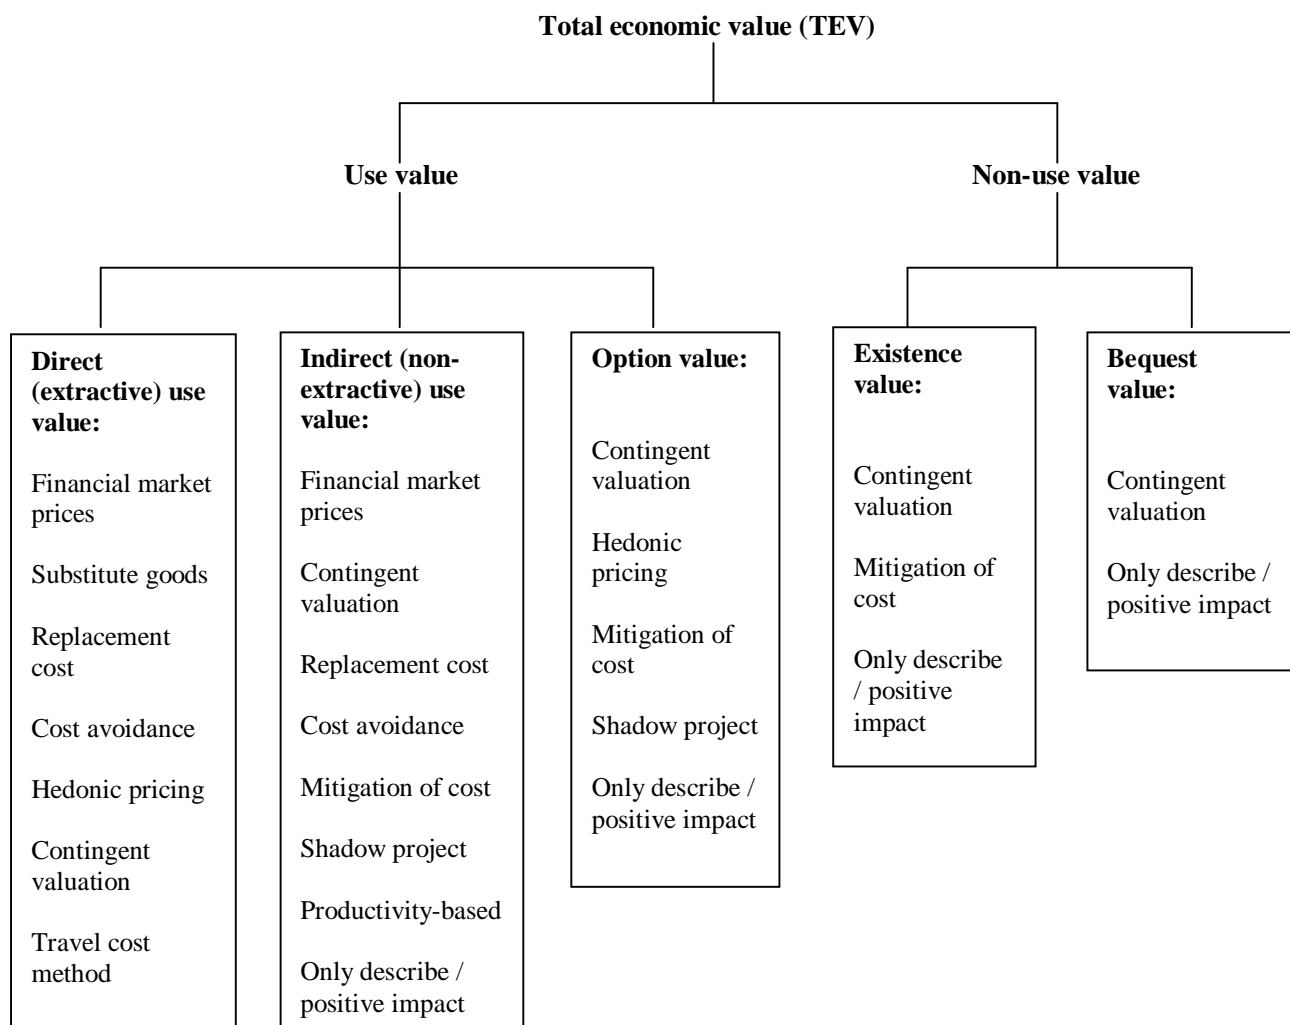 Total economic value (TEV)
Use value
Non-use value
Direct
(extractive) use
value:
Financial market
prices
Substitute goods
Replacement
cost
Cost avoidance
Hedonic pricing
Contingent
valuation
Travel cost
method
Indirect (non-
extractive) use
value:
Financial market
prices
Contingent
valuation
Replacement cost
Cost avoidance
Mitigation of cost
Shadow project
Productivity-based
Only describe /
positive impact
Option value:
Contingent
valuation
Hedonic
pricing
Mitigation of
cost
Shadow project
Only describe /
positive impact
Existence
value:
Contingent
valuation
Mitigation of
cost
Only describe
/ positive
impact
Bequest
value:
Contingent
valuation
Only describe /
positive impact